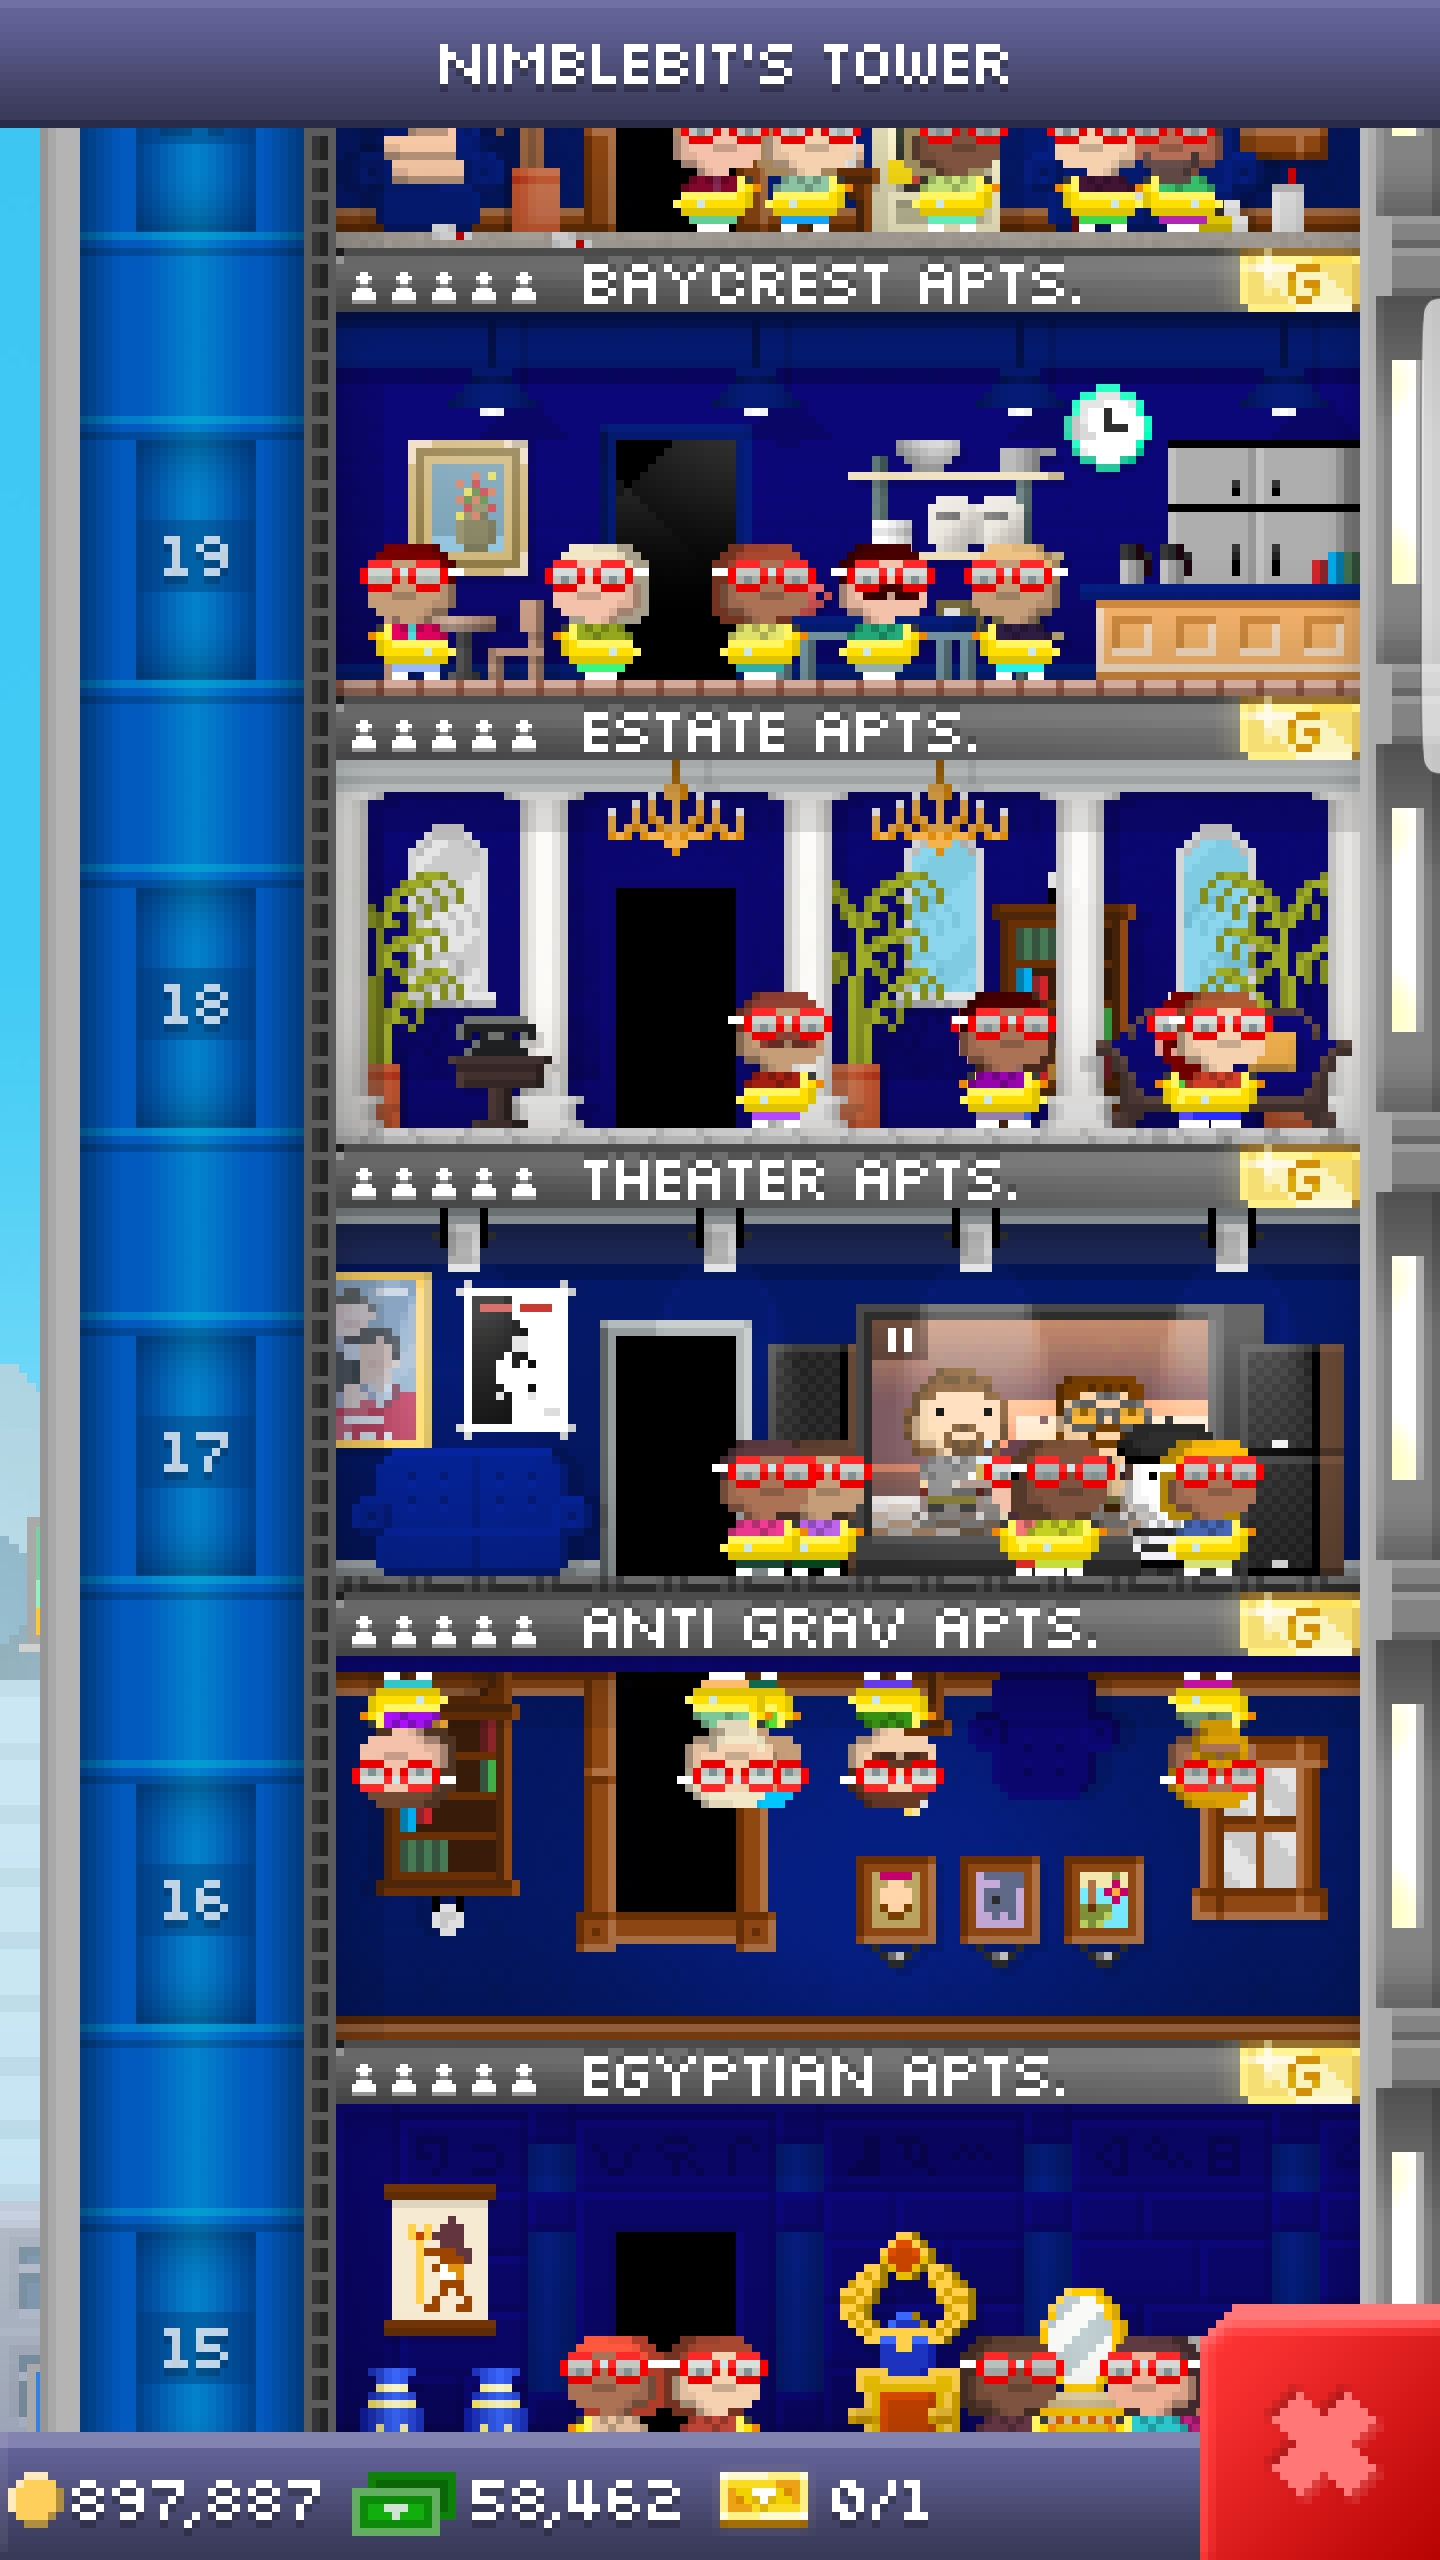 NIMBLEBIT'S TOWER
BAYCREST APTS. G
19
ESTATE APTS. G
18
THEATER APTS. G
17
ANTI GRAV APTS. G
16
EGYPTIAN APTS. G
15
897,887 58,462 0/1